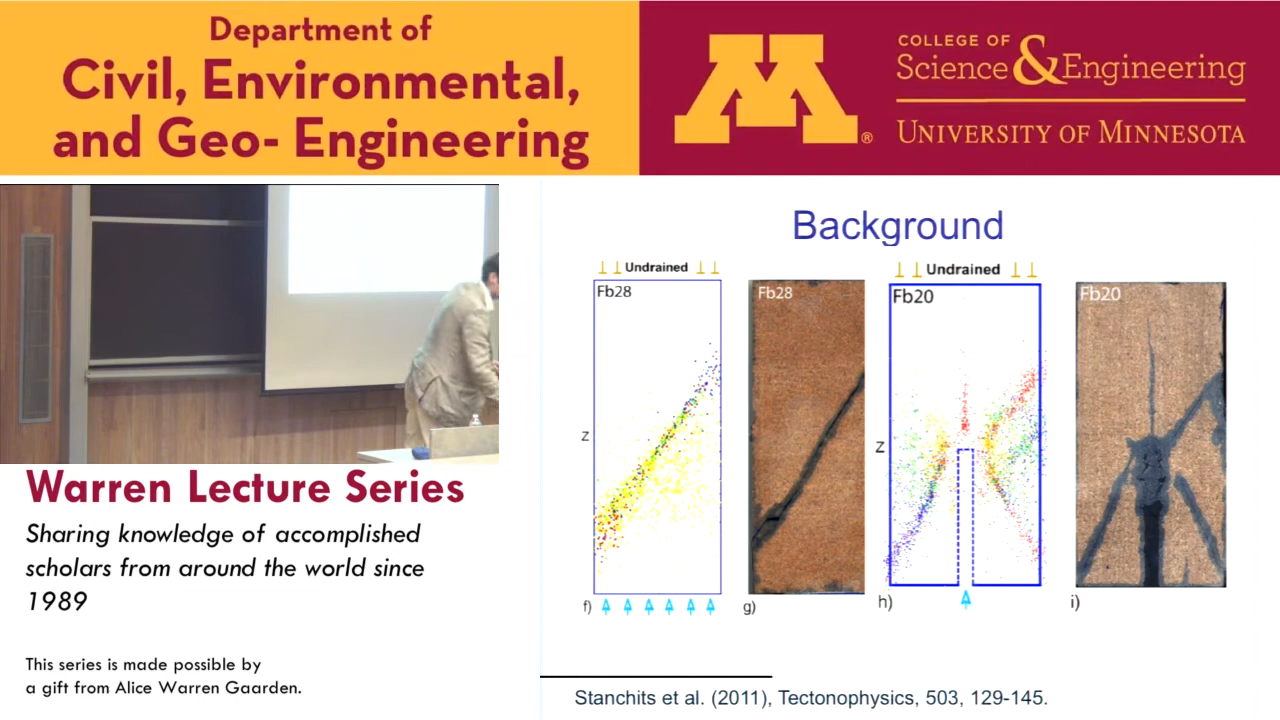 Department of
Civil, Environmental,
and Geo- Engineering
M®
COLLEGE OF
Science & Engineering
UNIVERSITY OF MINNESOTA
Warren Lecture Series
Sharing knowledge of accomplished
scholars from around the world since
1989
This series is made possible by
a gift from Alice Warren Gaarden.
Background
Undrained
Fb28
Z
f)
Fb28
g)
Undrained
Fb20
Z
h)
Fb20
i)
Stanchits et al. (2011), Tectonophysics, 503, 129-145.